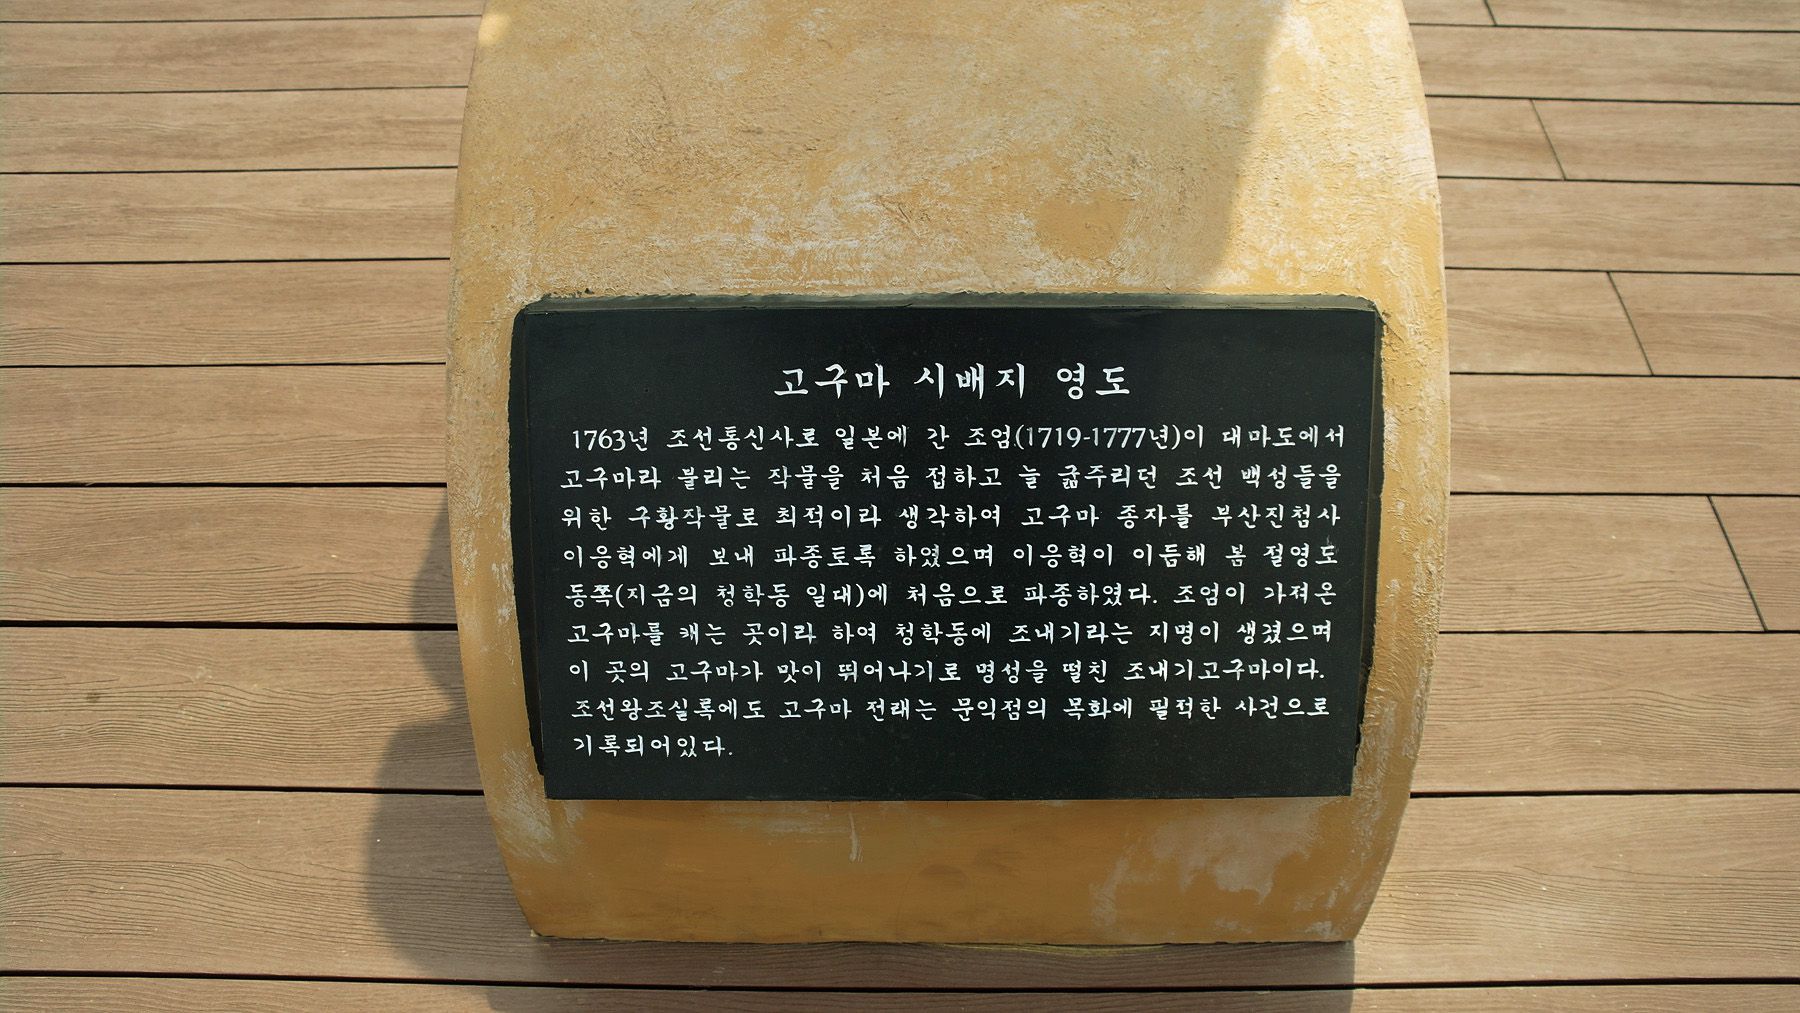 고구마 시배지 영도
1763년 조선통신사로 일본에 간 조엄(1719-1777년)이 대마도에서
고구마라 불리는 작물을 처음 접하고 늘 굶주리던 조선 백성들을
위한 구황작물로 최적이라 생각하여 고구마 종자를 부산진첨사
이응혁에게 보내 파종토록 하였으며 이응혁이 이듬해 봄 절영도
동쪽(지금의 청학동 일대)에 처음으로 파종하였다. 조엄이 가져온
고구마를 캐는 곳이라 하여 청학동에 조내기라는 지명이 생겼으며
이 곳의 고구마가 맛이 뛰어나기로 명성을 떨친 조내기고구마이다.
조선왕조실록에도 고구마 전래는 문익점의 목화에 필적한 사건으로
기록되어있다.